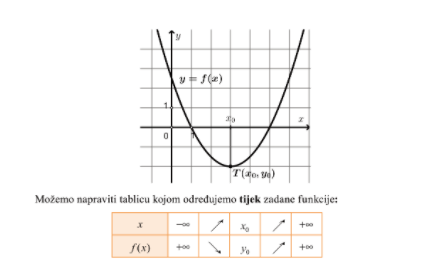 y
y = f(x)
1
x₀
x
0
1
T(x₀, y₀)
Možemo napraviti tablicu kojom određujemo tijek zadane funkcije:
x −∞ ↗ x₀ ↗ +∞
f(x) +∞ ↘ y₀ ↗ +∞